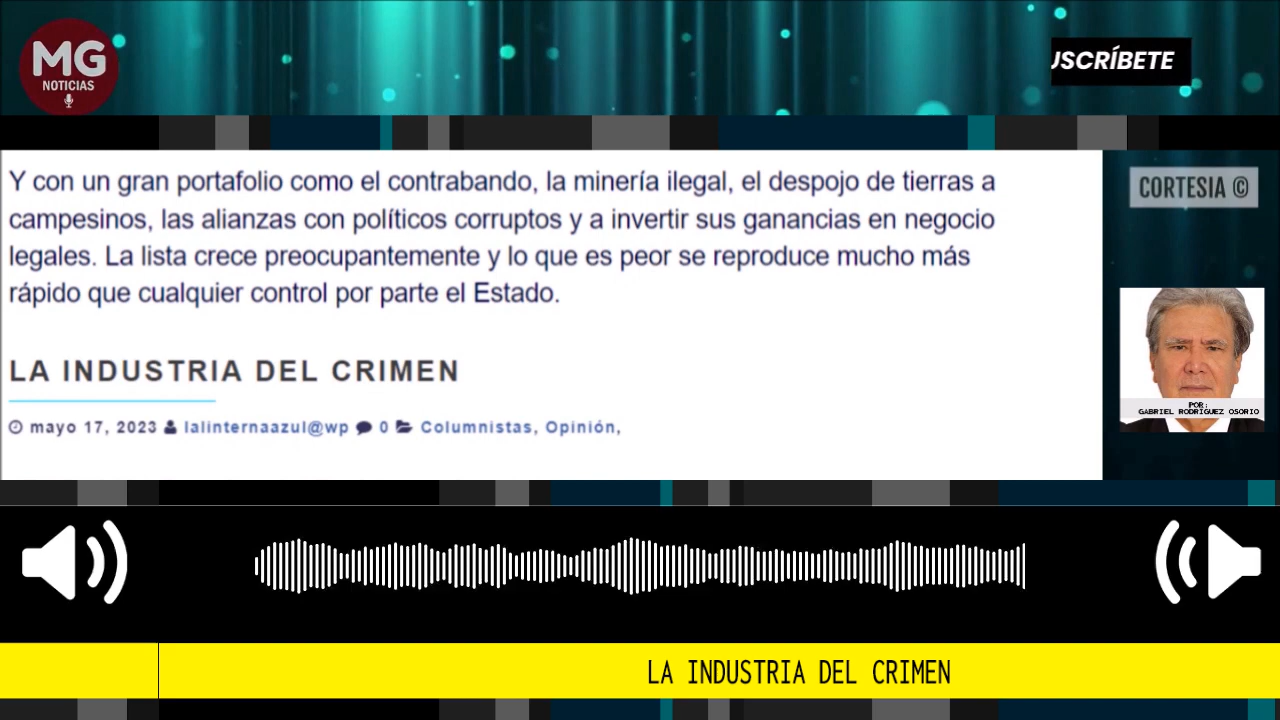 MG
NOTICIAS
USCRÍBETE
Y con un gran portafolio como el contrabando, la minería ilegal, el despojo de tierras a
campesinos, las alianzas con políticos corruptos y a invertir sus ganancias en negocio
legales. La lista crece preocupantemente y lo que es peor se reproduce mucho más
rápido que cualquier control por parte el Estado.
CORTESIA ©
LA INDUSTRIA DEL CRIMEN
mayo 17, 2023 lalinternaazul@wp 0 Columnistas, Opinión,
POR:
GABRIEL RODRIGUEZ OSORIO
LA INDUSTRIA DEL CRIMEN